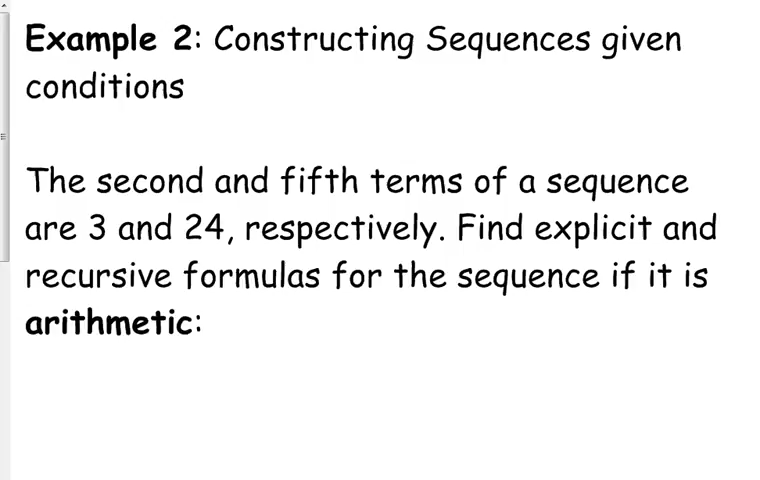 Example 2: Constructing Sequences given
conditions
The second and fifth terms of a sequence
are 3 and 24, respectively. Find explicit and
recursive formulas for the sequence if it is
arithmetic: